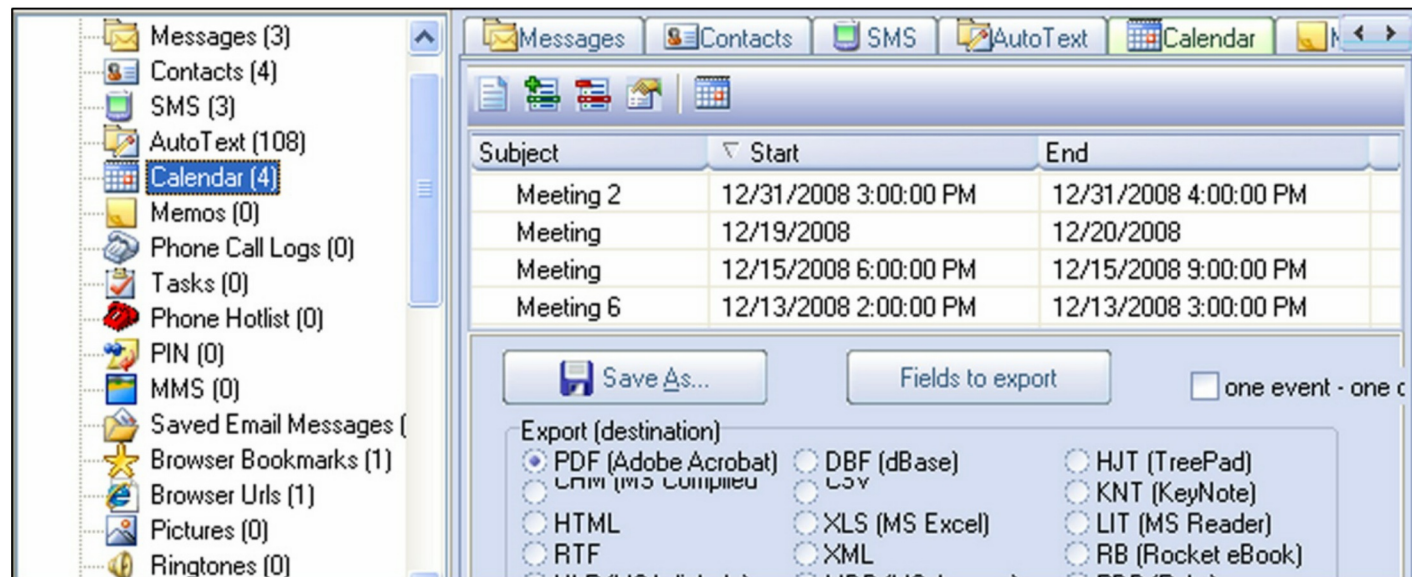 Messages (3)
Contacts (4)
SMS (3)
AutoText (108)
Calendar (4)
Memos (0)
Phone Call Logs (0)
Tasks (0)
Phone Hotlist (0)
PIN (0)
MMS (0)
Saved Email Messages (
Browser Bookmarks (1)
Browser Urls (1)
Pictures (0)
Ringtones (0)
Messages Contacts SMS AutoText Calendar
Subject Start End
Meeting 2 12/31/2008 3:00:00 PM 12/31/2008 4:00:00 PM
Meeting 12/19/2008 12/20/2008
Meeting 12/15/2008 6:00:00 PM 12/15/2008 9:00:00 PM
Meeting 6 12/13/2008 2:00:00 PM 12/13/2008 3:00:00 PM
Save As... Fields to export one event - one
Export (destination)
PDF (Adobe Acrobat) DBF (dBase) HJT (TreePad)
CHM (MS Compiled CSV KNT (KeyNote)
HTML XLS (MS Excel) LIT (MS Reader)
RTF XML RB (Rocket eBook)